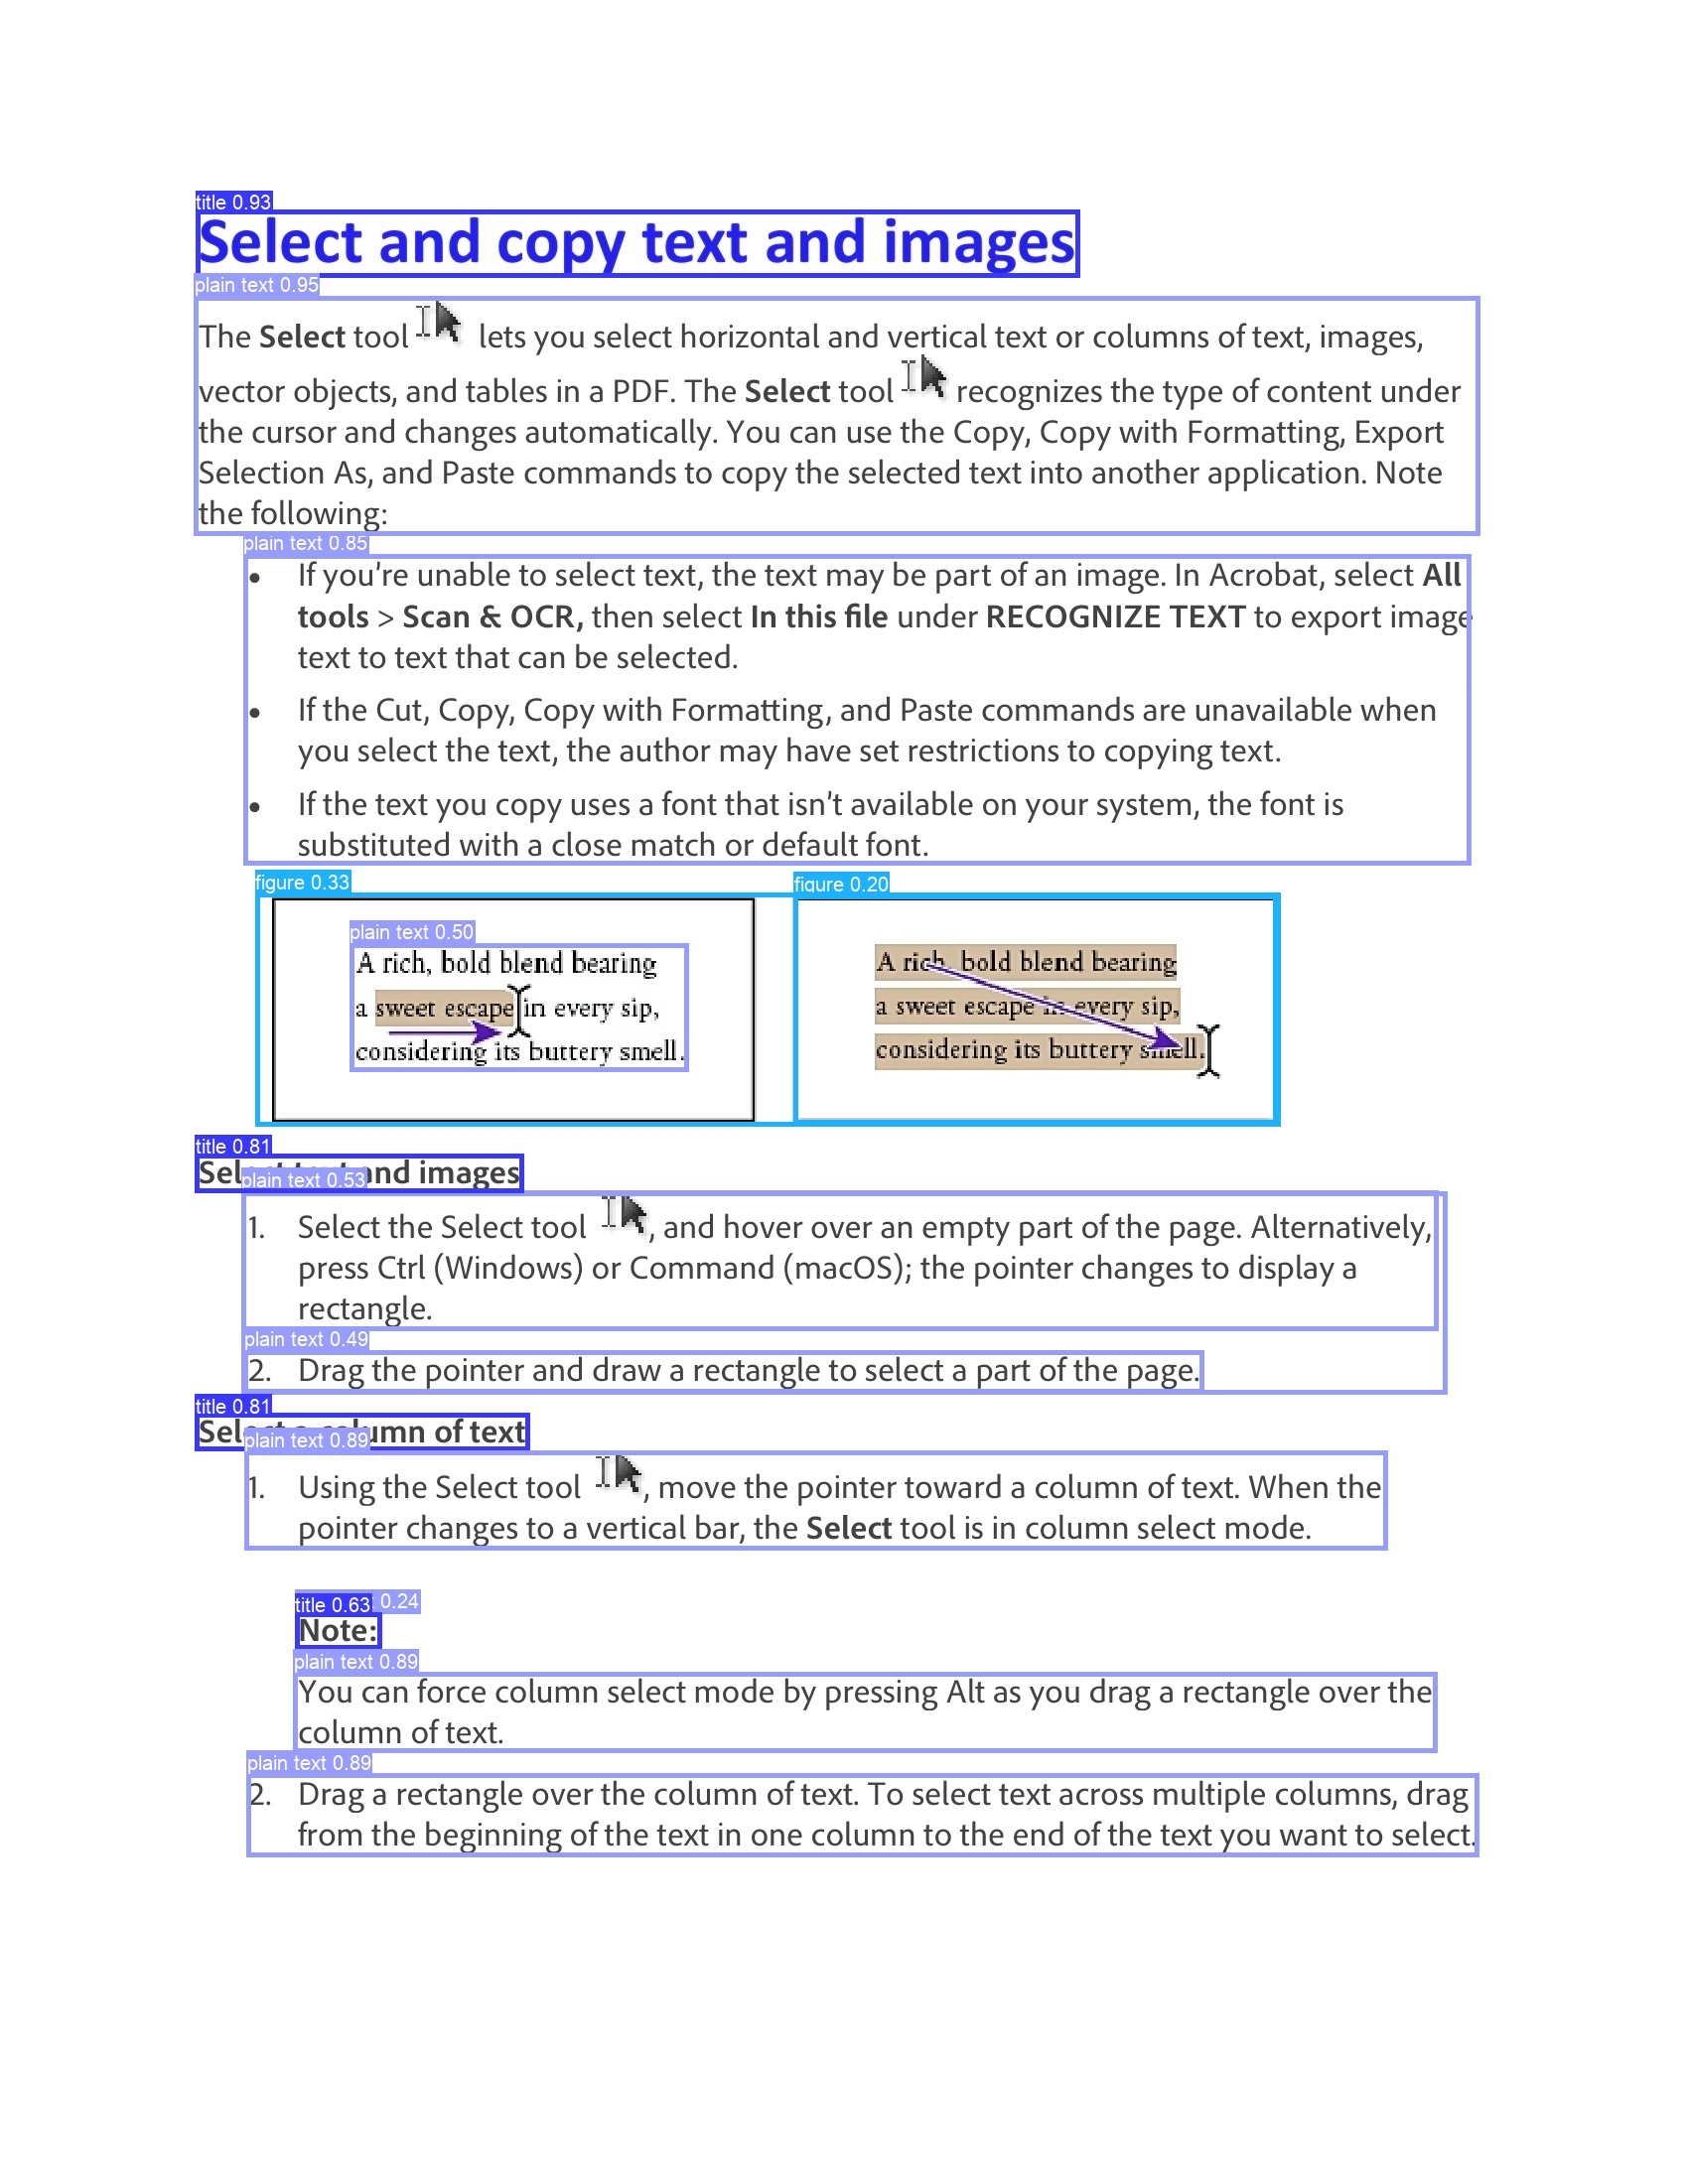 title 0.93
Select and copy text and images
plain text 0.95
The Select tool lets you select horizontal and vertical text or columns of text, images,
vector objects, and tables in a PDF. The Select tool recognizes the type of content under
the cursor and changes automatically. You can use the Copy, Copy with Formatting, Export
Selection As, and Paste commands to copy the selected text into another application. Note
the following:
plain text 0.85
• If you're unable to select text, the text may be part of an image. In Acrobat, select All
tools > Scan & OCR, then select In this file under RECOGNIZE TEXT to export image
text to text that can be selected.
• If the Cut, Copy, Copy with Formatting, and Paste commands are unavailable when
you select the text, the author may have set restrictions to copying text.
• If the text you copy uses a font that isn't available on your system, the font is
substituted with a close match or default font.
figure 0.33
plain text 0.50
A rich, bold blend bearing
a sweet escape in every sip,
considering its buttery smell.
figure 0.20
A rich, bold blend bearing
a sweet escape in every sip,
considering its buttery smell.
title 0.81
and images
plain text 0.53
1. Select the Select tool , and hover over an empty part of the page. Alternatively,
press Ctrl (Windows) or Command (macOS); the pointer changes to display a
rectangle.
plain text 0.49
2. Drag the pointer and draw a rectangle to select a part of the page.
title 0.81
Select a column of text
plain text 0.89
1. Using the Select tool , move the pointer toward a column of text. When the
pointer changes to a vertical bar, the Select tool is in column select mode.
title 0.63 0.24
Note:
plain text 0.89
You can force column select mode by pressing Alt as you drag a rectangle over the
column of text.
plain text 0.89
2. Drag a rectangle over the column of text. To select text across multiple columns, drag
from the beginning of the text in one column to the end of the text you want to select.